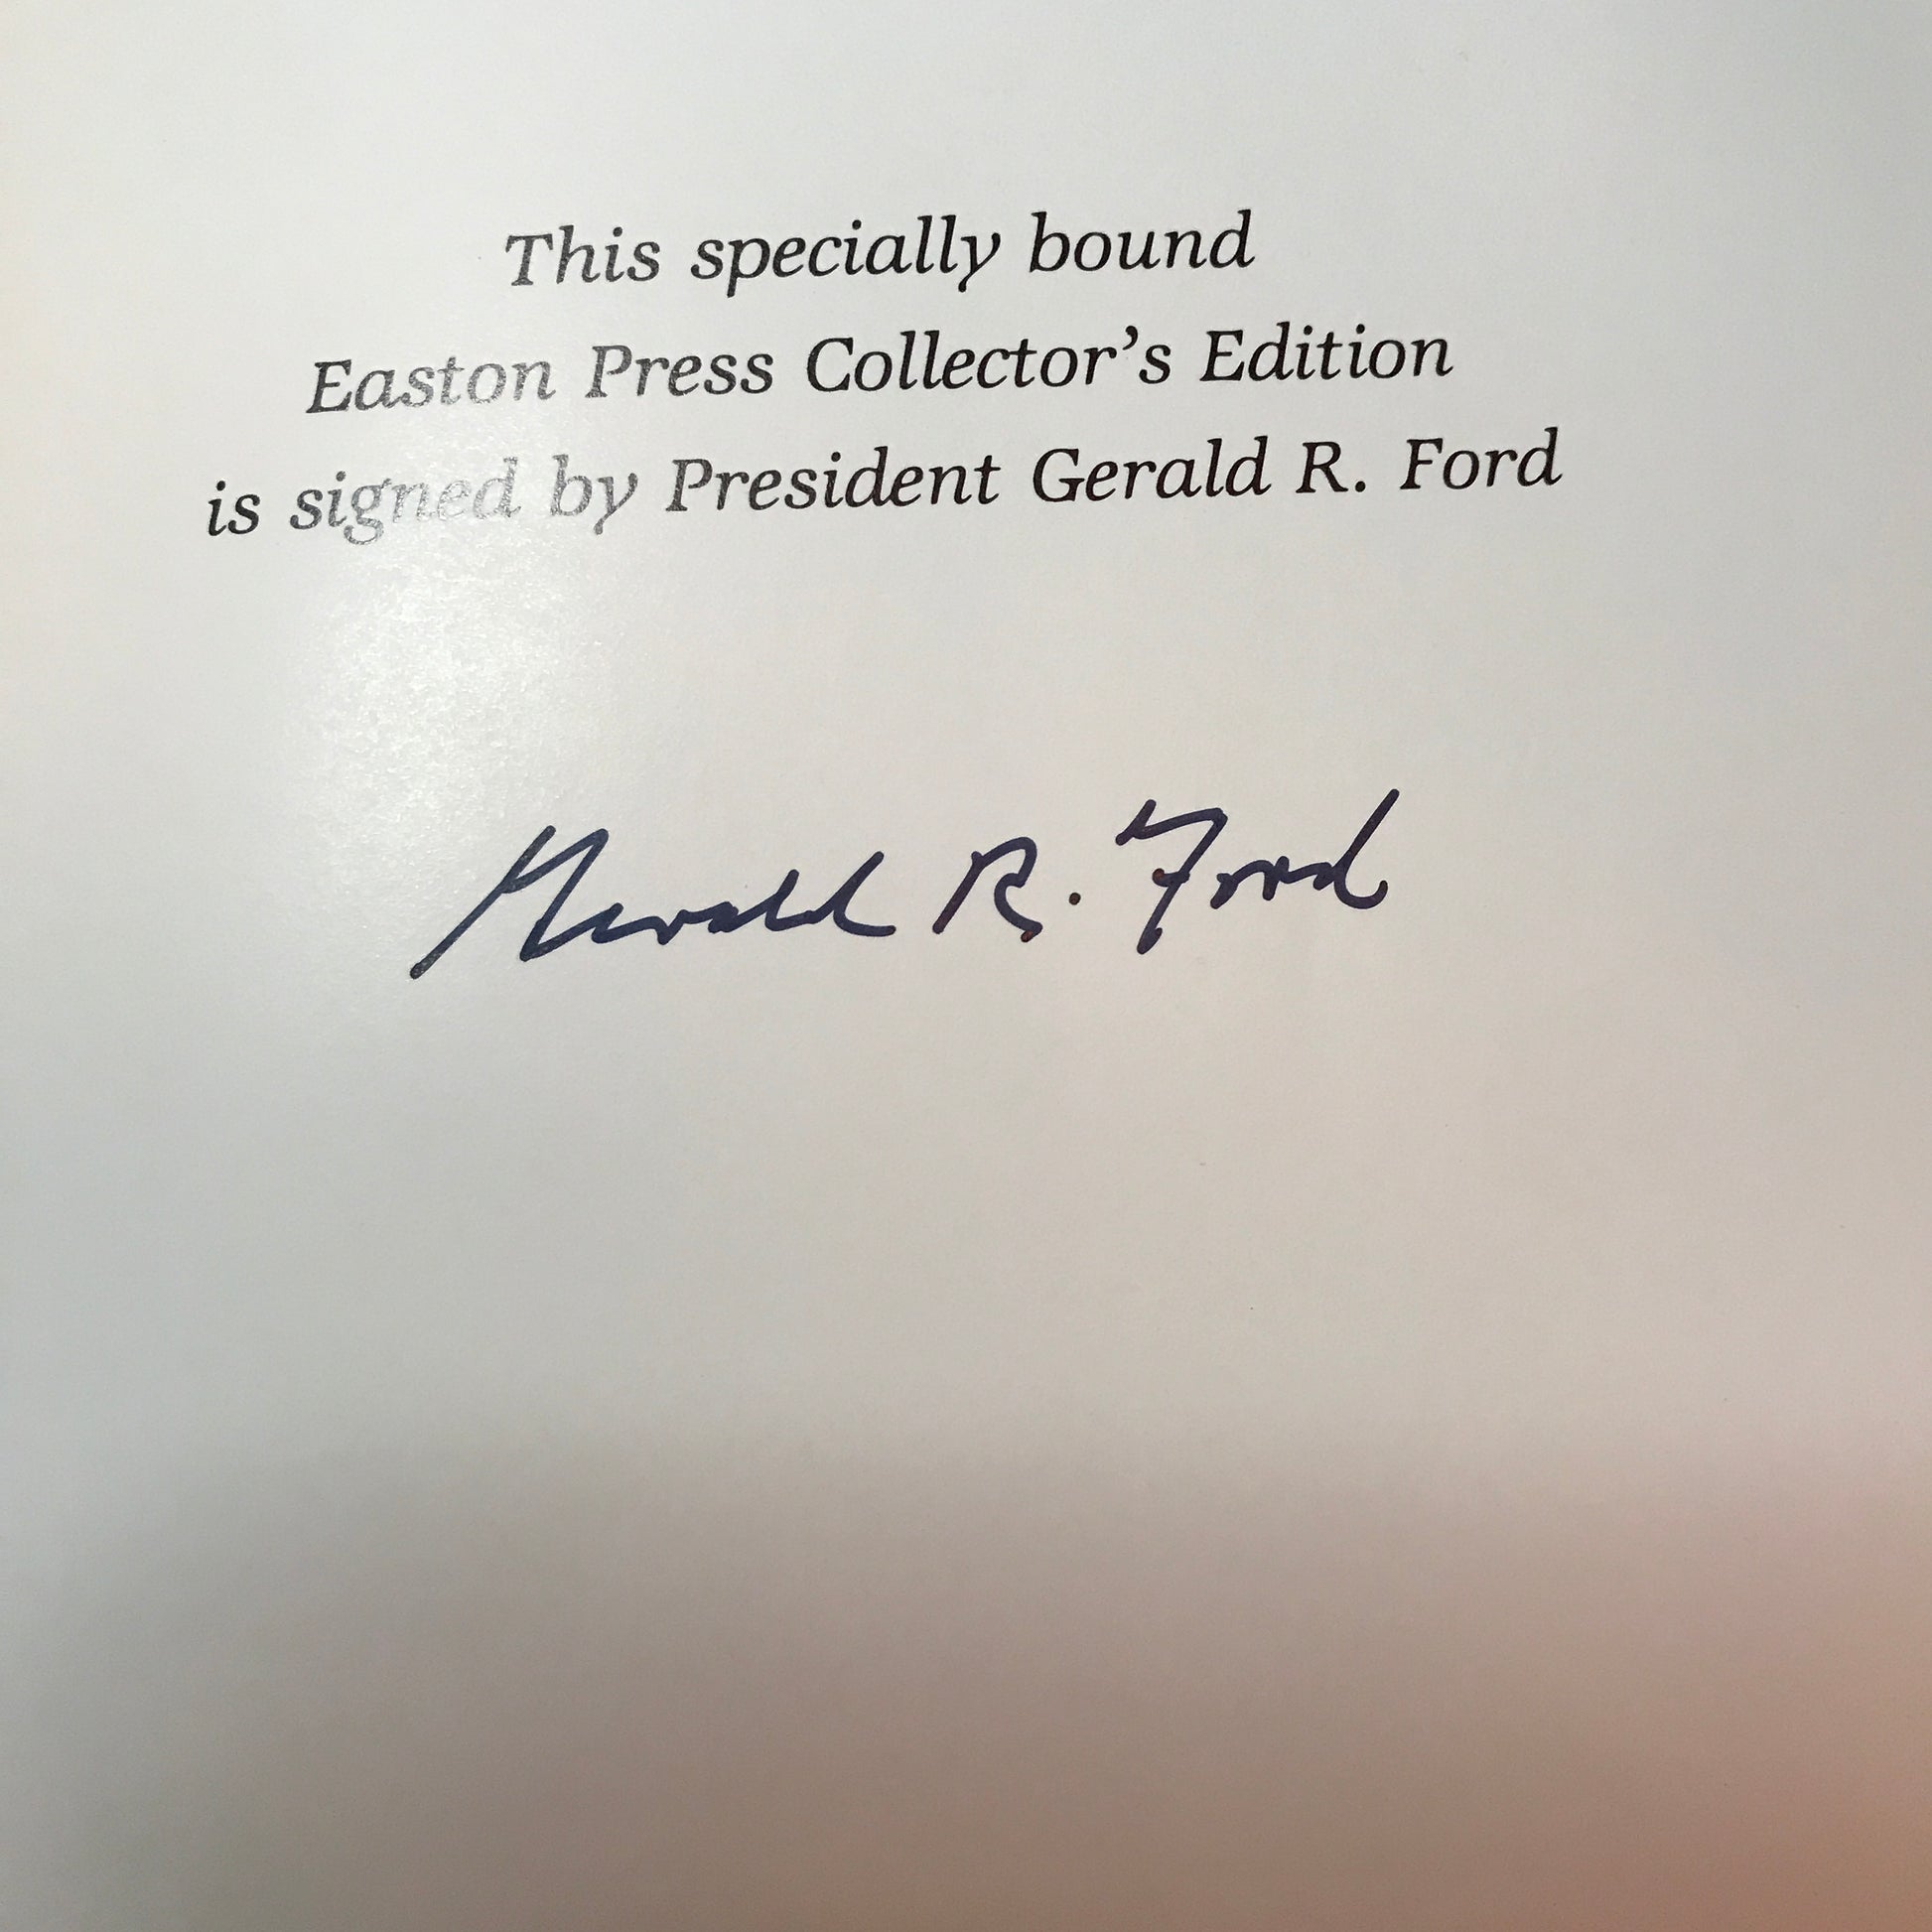 This specially bound
Easton Press Collector’s Edition
is signed by President Gerald R. Ford
Gerald R. Ford